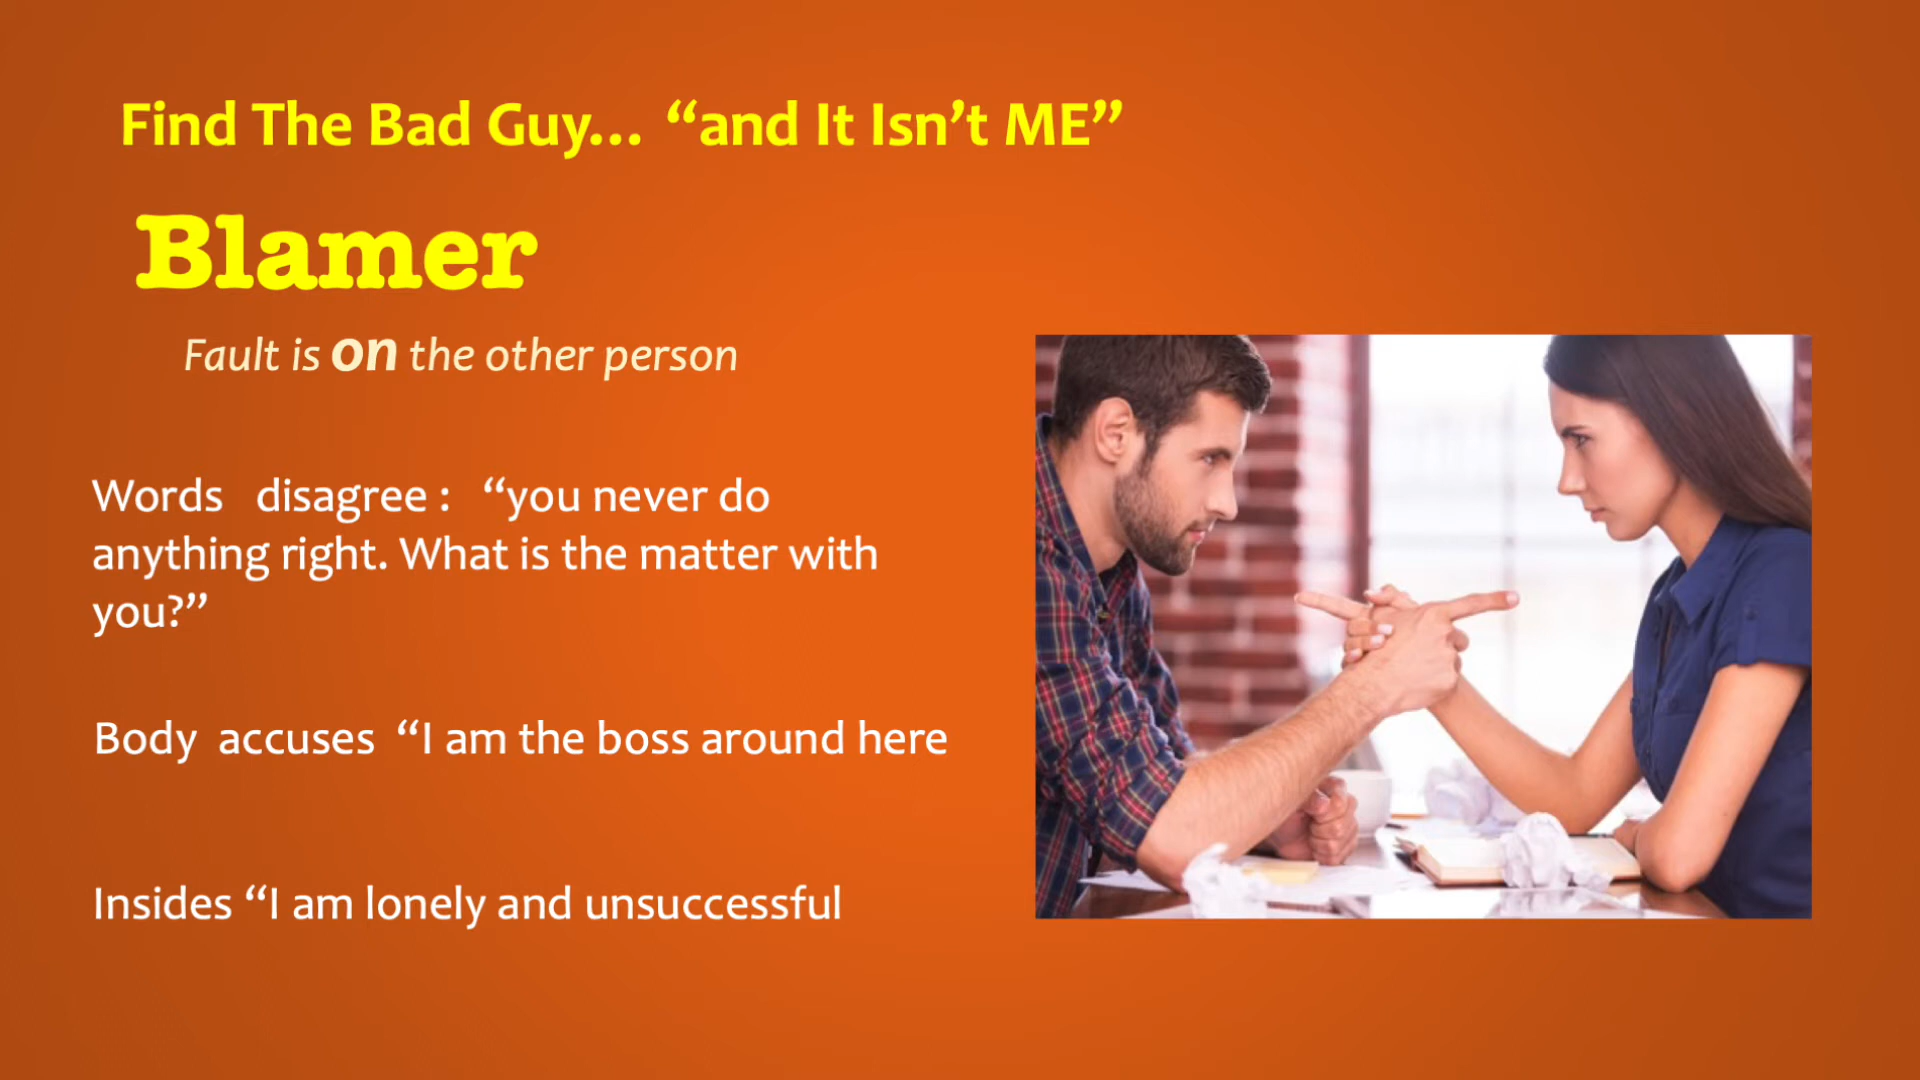 Find The Bad Guy... “and It Isn’t ME”
Blamer
Fault is on the other person
Words disagree : “you never do
anything right. What is the matter with
you?”
Body accuses “I am the boss around here
Insides “I am lonely and unsuccessful